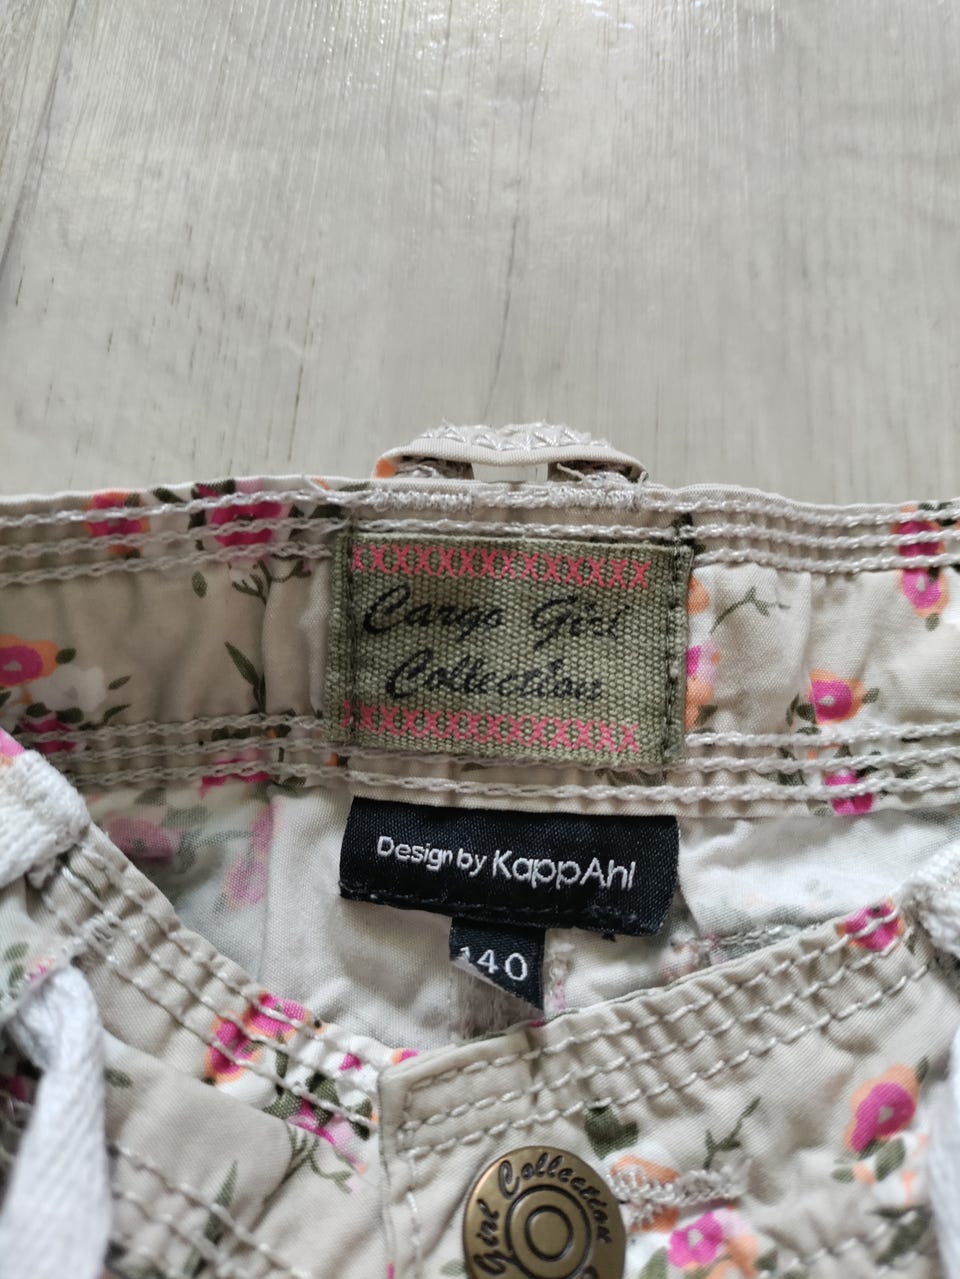 Cargo Girl
Collection
Design by KappAhl
140
Girl Collection